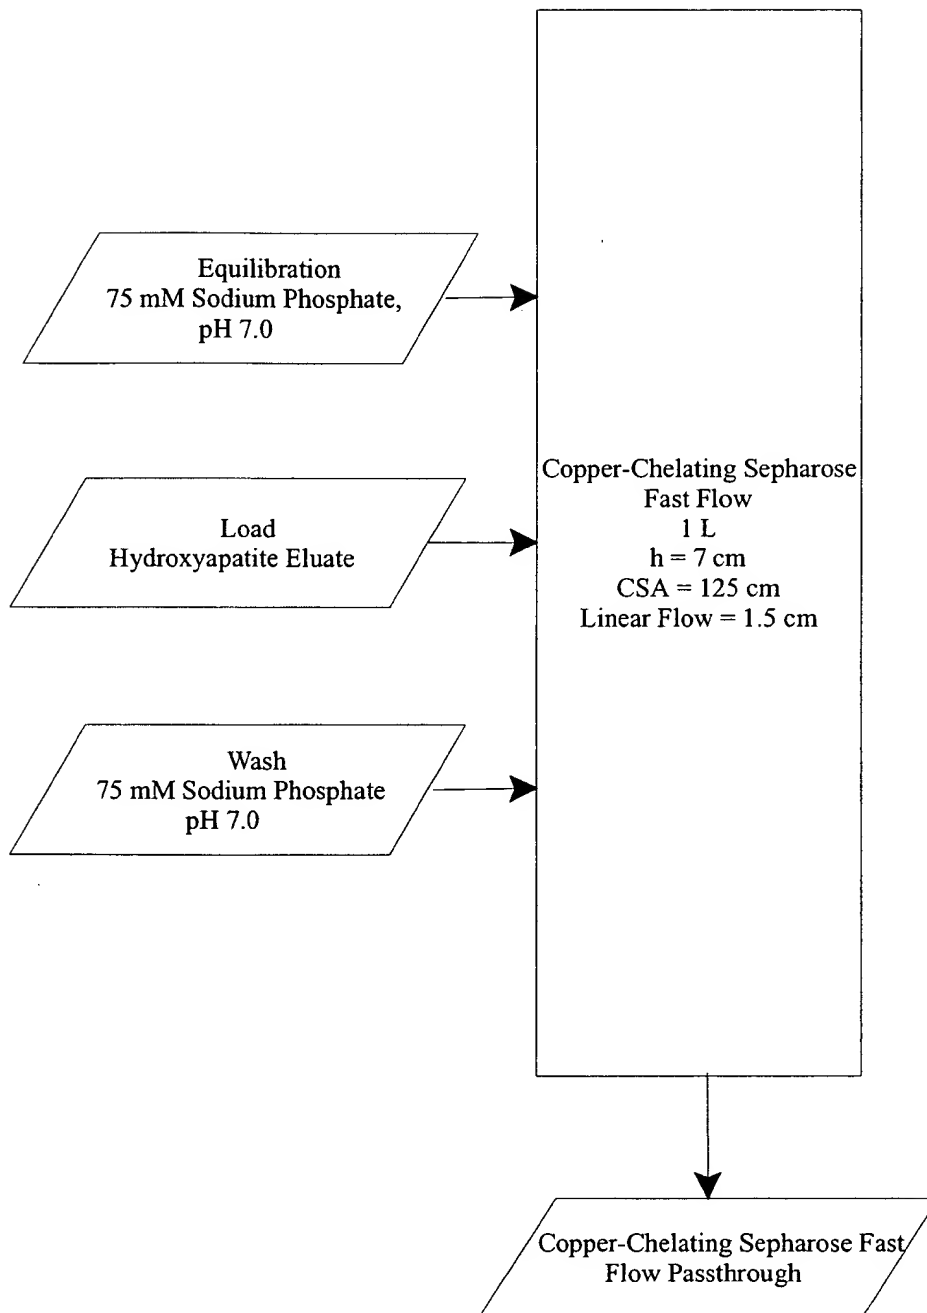 Equilibration
75 mM Sodium Phosphate,
pH 7.0
Load
Hydroxyapatite Eluate
Wash
75 mM Sodium Phosphate
pH 7.0
Copper-Chelating Sepharose
Fast Flow
1 L
h = 7 cm
CSA = 125 cm
Linear Flow = 1.5 cm
Copper-Chelating Sepharose Fast
Flow Passthrough